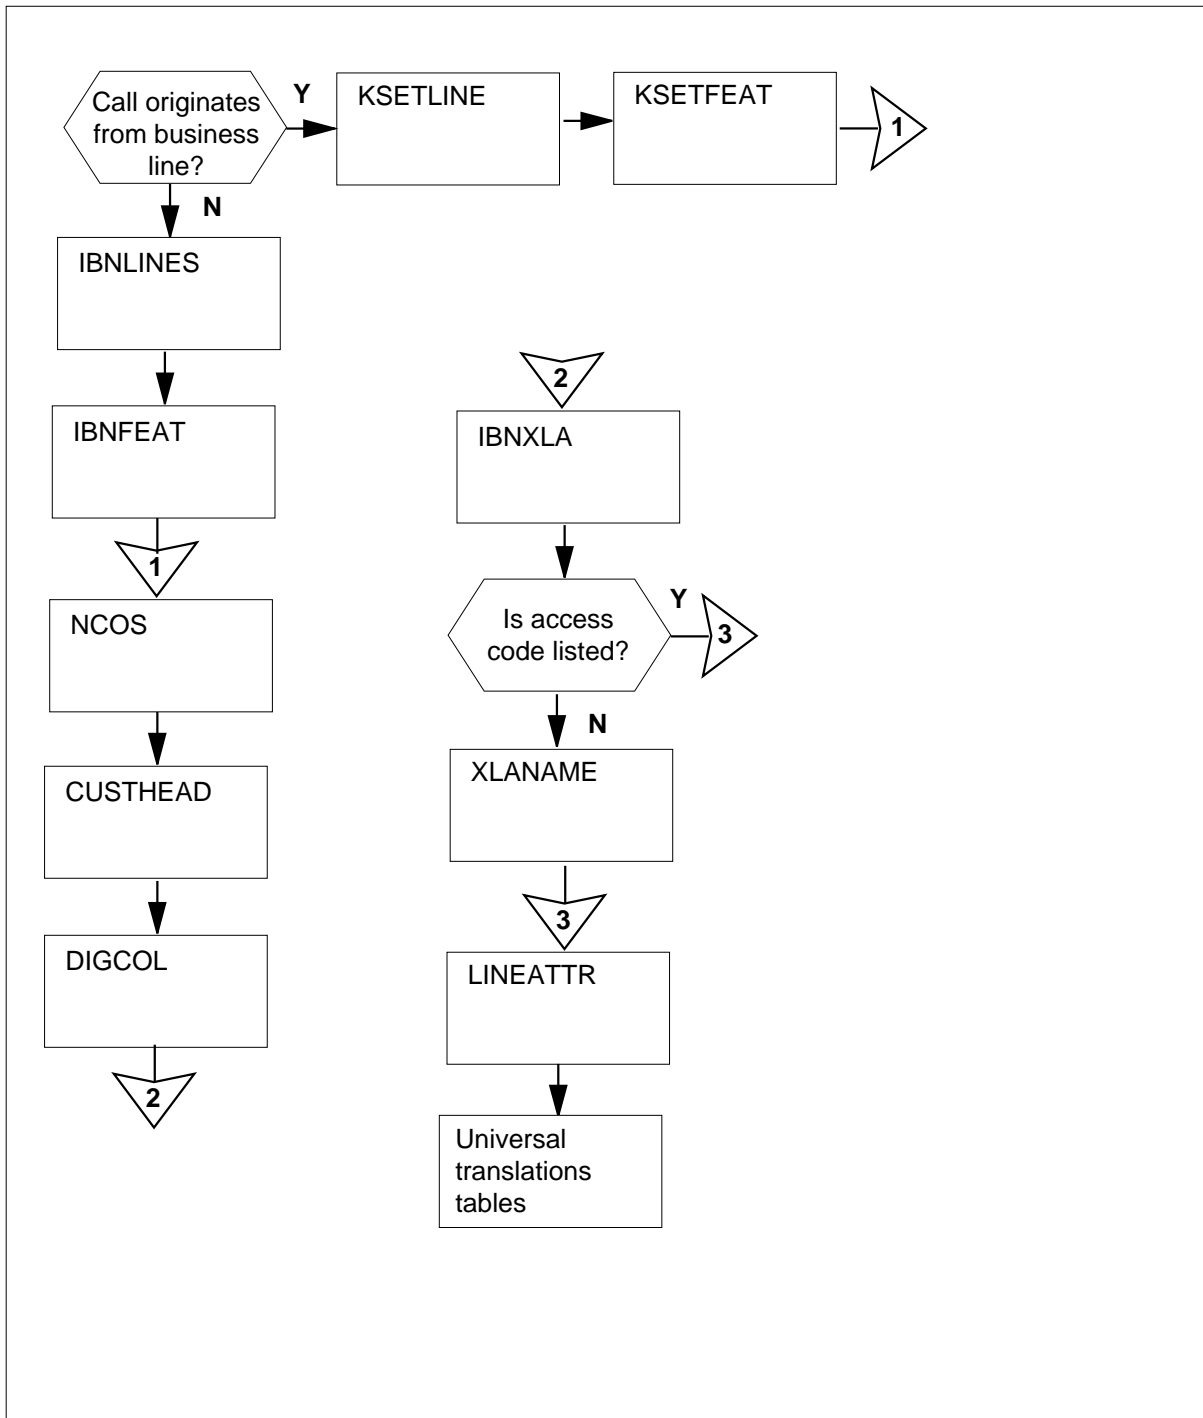 Call originates
from business
line?
Y
KSETLINE
KSETFEAT
1
N
IBNLINES
IBNFEAT
1
NCOS
CUSTHEAD
DIGCOL
2
2
IBNXLA
Is access
code listed?
Y
3
N
XLANAME
3
LINEATTR
Universal
translations
tables